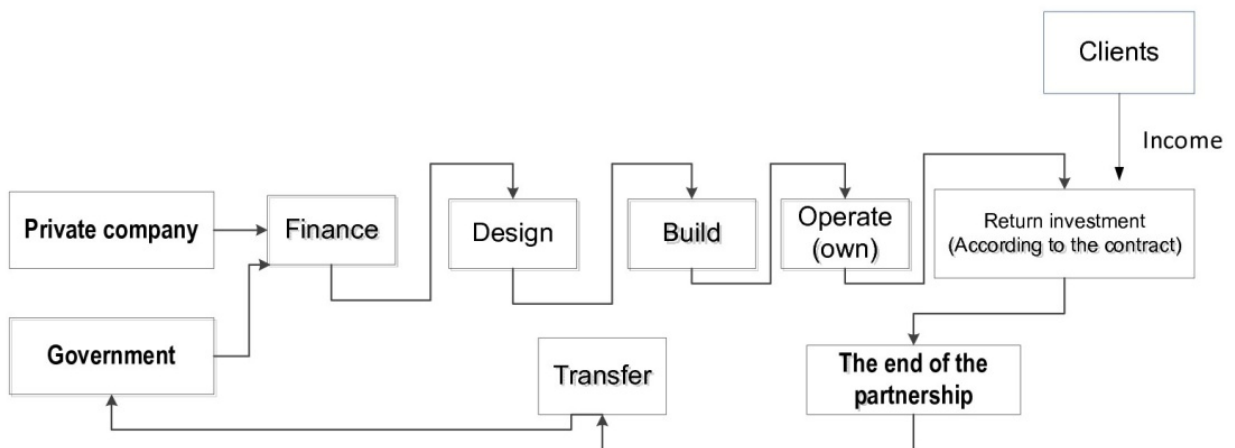 Clients
Income
Private company
Finance
Design
Build
Operate
(own)
Return investment
(According to the contract)
Government
Transfer
The end of the
partnership